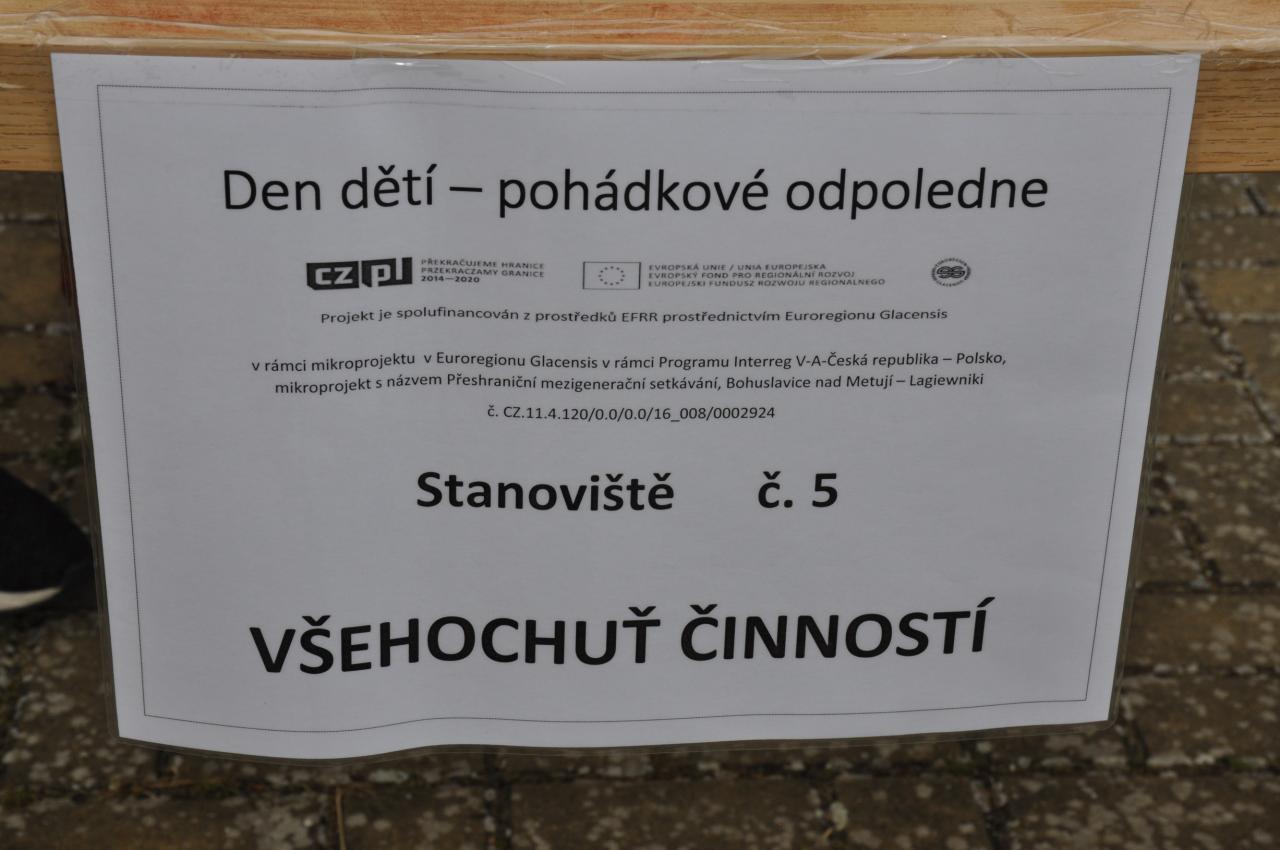 Den dětí – pohádkové odpoledne
cz pl
PŘEKRAČUJEME HRANICE
PRZEKRACZAMY GRANICE
2014—2020
EVROPSKÁ UNIE / UNIA EUROPEJSKA
EVROPSKÝ FOND PRO REGIONÁLNÍ ROZVOJ
EUROPEJSKI FUNDUSZ ROZWOJU REGIONALNEGO
Projekt je spolufinancován z prostředků EFRR prostřednictvím Euroregionu Glacensis
v rámci mikroprojektu v Euroregionu Glacensis v rámci Programu Interreg V-A-Česká republika – Polsko,
mikroprojekt s názvem Přeshraniční mezigenerační setkávání, Bohuslavice nad Metují – Lagiewniki
č. CZ.11.4.120/0.0/0.0/16_008/0002924
Stanoviště č. 5
VŠEHOCHUŤ ČINNOSTÍ